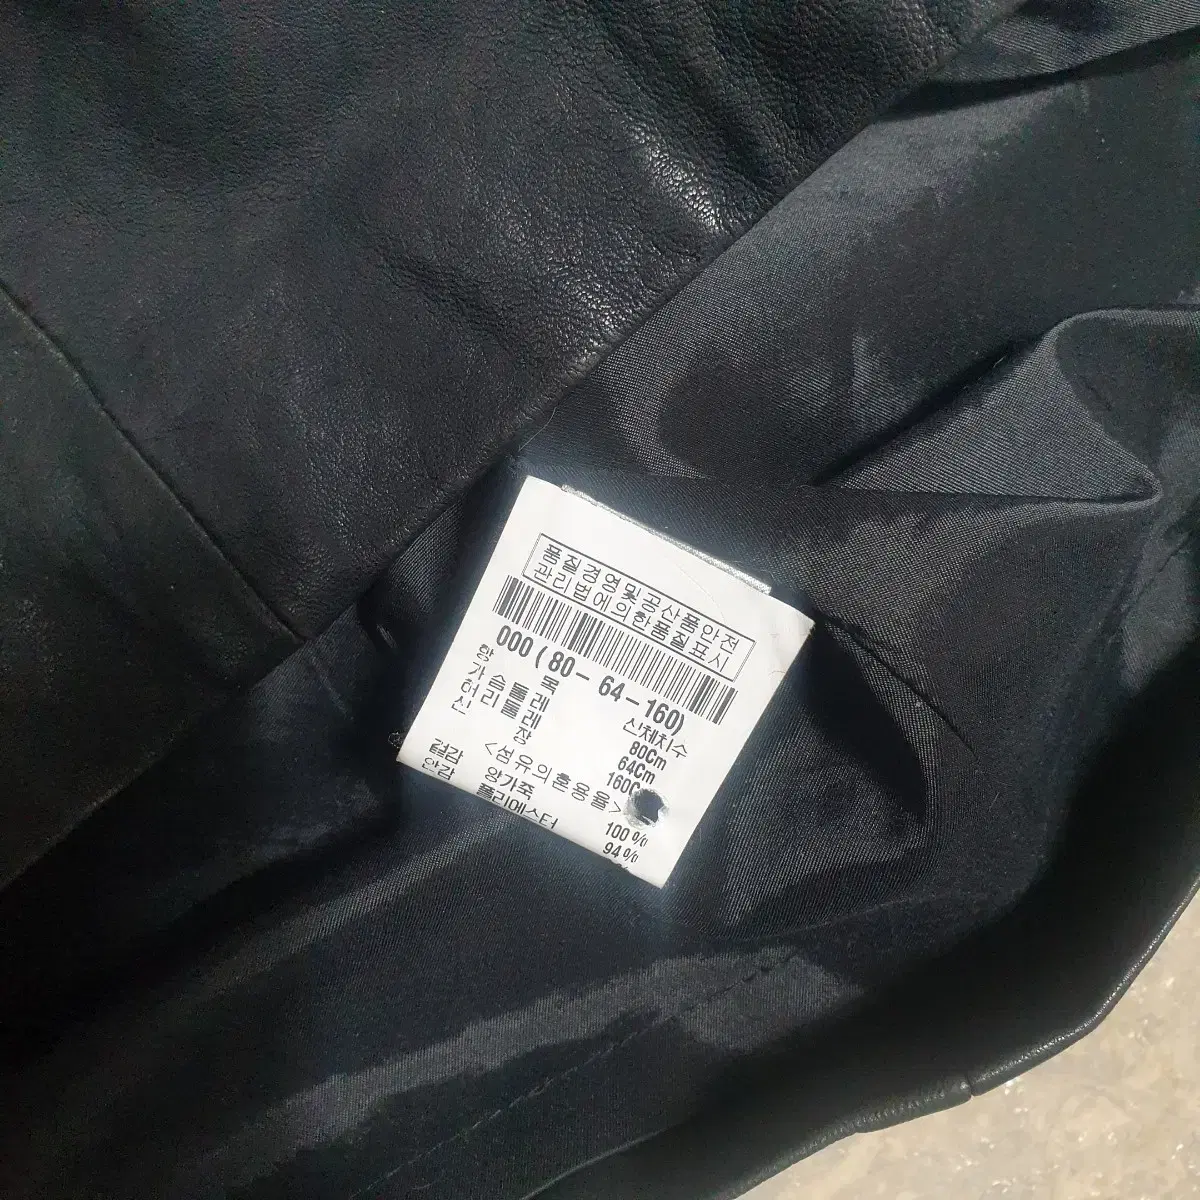 품질경영및공산품안전
관리법에의한품질표시
000 ( 80 - 64 - 160)
호칭 신체치수
가슴둘레 80Cm
허리둘레 64Cm
신장 160C
<섬유의혼용율>
겉감 양가죽 100%
안감 폴리에스터 94%